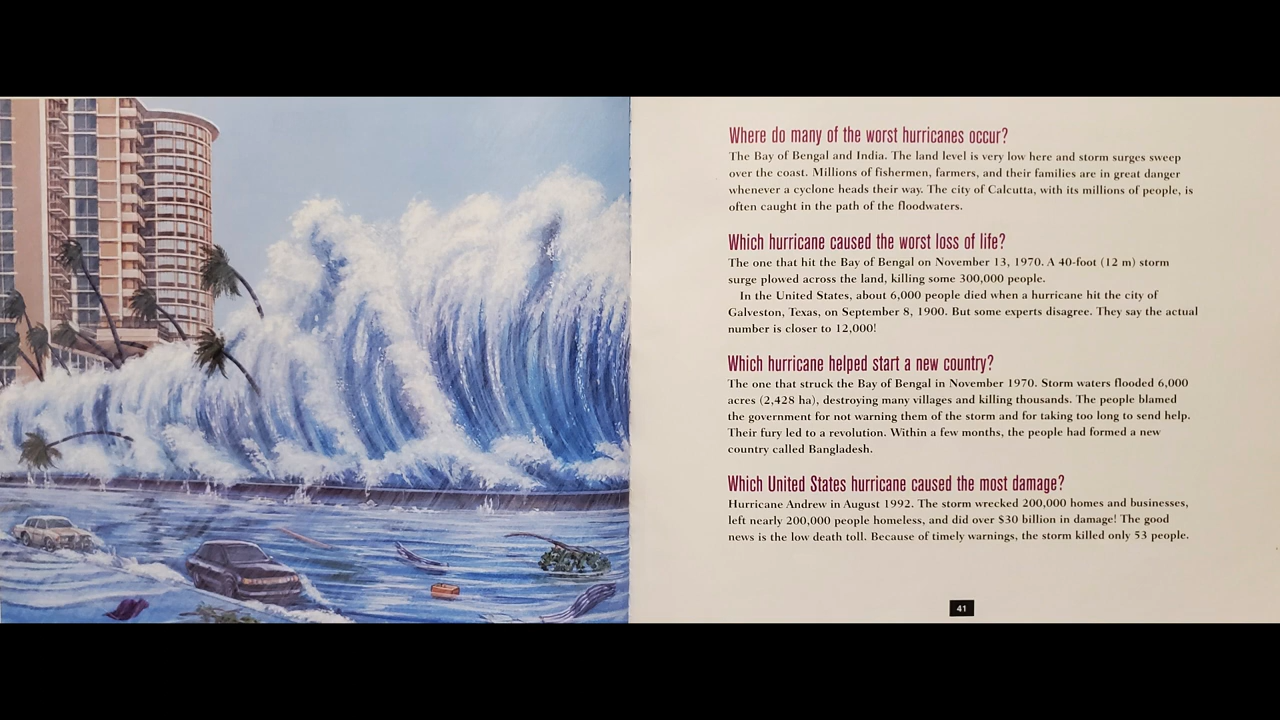 Where do many of the worst hurricanes occur?
The Bay of Bengal and India. The land level is very low here and storm surges sweep
over the coast. Millions of fishermen, farmers, and their families are in great danger
whenever a cyclone heads their way. The city of Calcutta, with its millions of people, is
often caught in the path of the floodwaters.
Which hurricane caused the worst loss of life?
The one that hit the Bay of Bengal on November 13, 1970. A 40-foot (12 m) storm
surge plowed across the land, killing some 300,000 people.
In the United States, about 6,000 people died when a hurricane hit the city of
Galveston, Texas, on September 8, 1900. But some experts disagree. They say the actual
number is closer to 12,000!
Which hurricane helped start a new country?
The one that struck the Bay of Bengal in November 1970. Storm waters flooded 6,000
acres (2,428 ha), destroying many villages and killing thousands. The people blamed
the government for not warning them of the storm and for taking too long to send help.
Their fury led to a revolution. Within a few months, the people had formed a new
country called Bangladesh.
Which United States hurricane caused the most damage?
Hurricane Andrew in August 1992. The storm wrecked 200,000 homes and businesses,
left nearly 200,000 people homeless, and did over $30 billion in damage! The good
news is the low death toll. Because of timely warnings, the storm killed only 53 people.
41